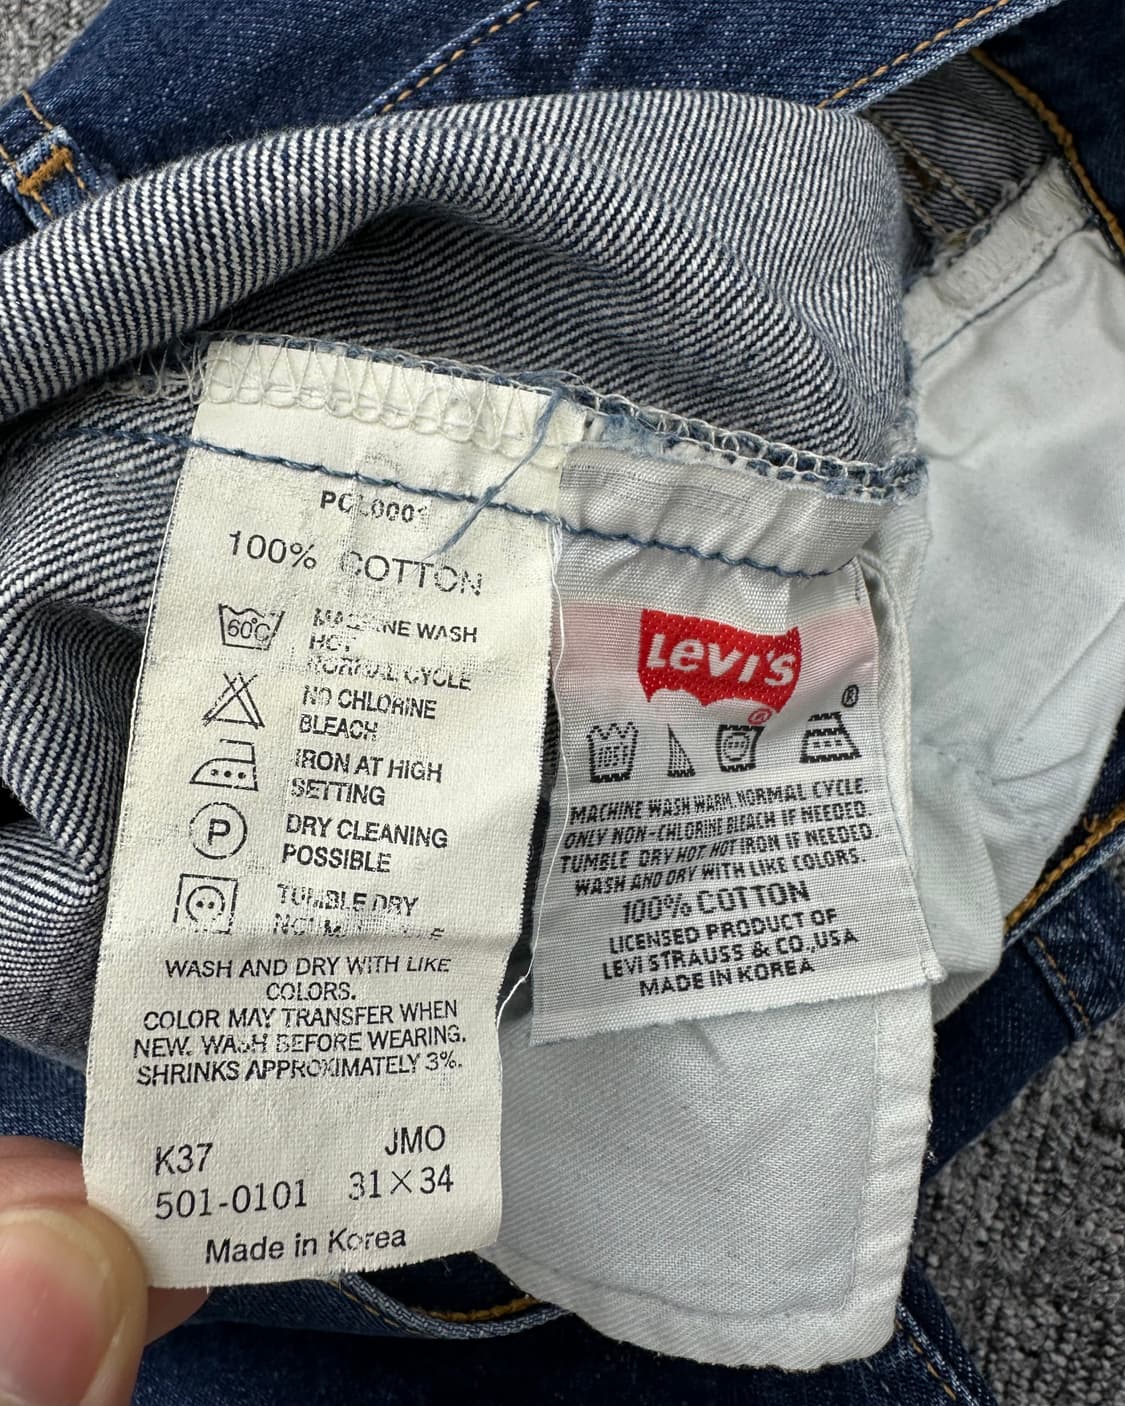 100% COTTON
60°C
MACHINE WASH
HOT
NORMAL CYCLE
NO CHLORINE
BLEACH
IRON AT HIGH
SETTING
P
DRY CLEANING
POSSIBLE
TUMBLE DRY
WASH AND DRY WITH LIKE
COLORS.
COLOR MAY TRANSFER WHEN
NEW. WASH BEFORE WEARING.
SHRINKS APPROXIMATELY 3%.
K37 JMO
501-0101 31×34
Made in Korea
LEVI'S
®
®
105F
MACHINE WASH WARM, NORMAL CYCLE.
ONLY NON-CHLORINE BLEACH IF NEEDED.
TUMBLE DRY HOT, HOT IRON IF NEEDED.
WASH AND DRY WITH LIKE COLORS.
100% COTTON
LICENSED PRODUCT OF
LEVI STRAUSS & CO.,USA
MADE IN KOREA